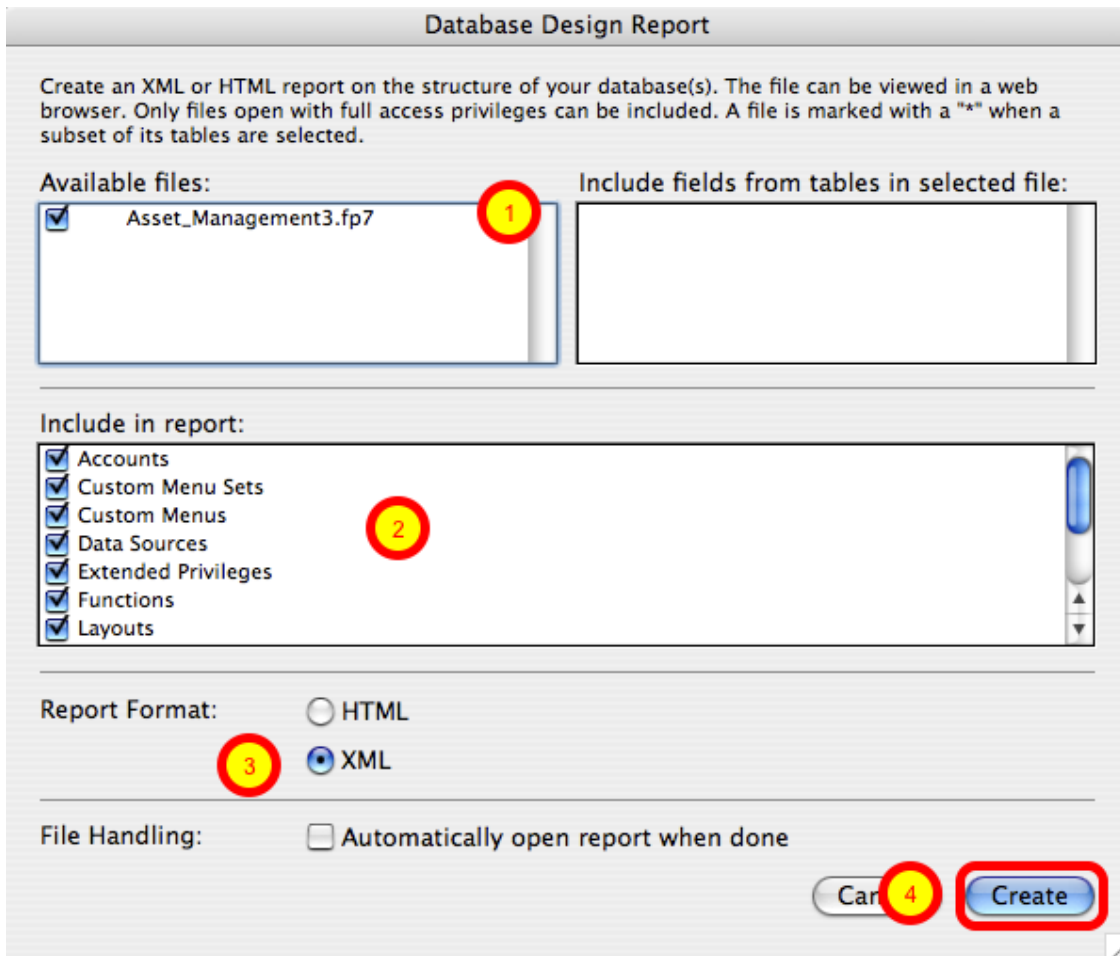 Database Design Report
Create an XML or HTML report on the structure of your database(s). The file can be viewed in a web
browser. Only files open with full access privileges can be included. A file is marked with a "*" when a
subset of its tables are selected.
Available files:
Include fields from tables in selected file:
Asset_Management3.fp7
1
Include in report:
Accounts
Custom Menu Sets
Custom Menus
2
Data Sources
Extended Privileges
Functions
Layouts
Report Format:
HTML
3
XML
File Handling:
Automatically open report when done
Can
4
Create